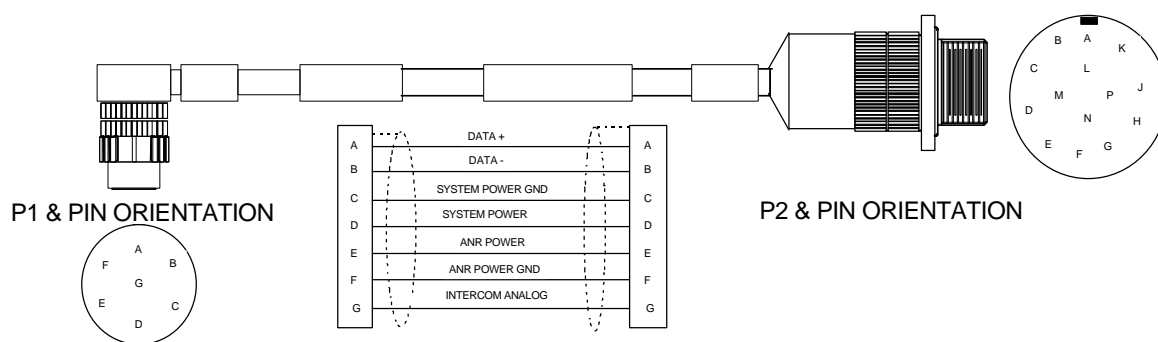 P1 & PIN ORIENTATION
A
B
C
D
E
F
G
A DATA + A
B DATA - B
C SYSTEM POWER GND C
D SYSTEM POWER D
E ANR POWER E
F ANR POWER GND F
G INTERCOM ANALOG G
P2 & PIN ORIENTATION
A
B
C
D
E
F
G
H
J
K
L
M
N
P